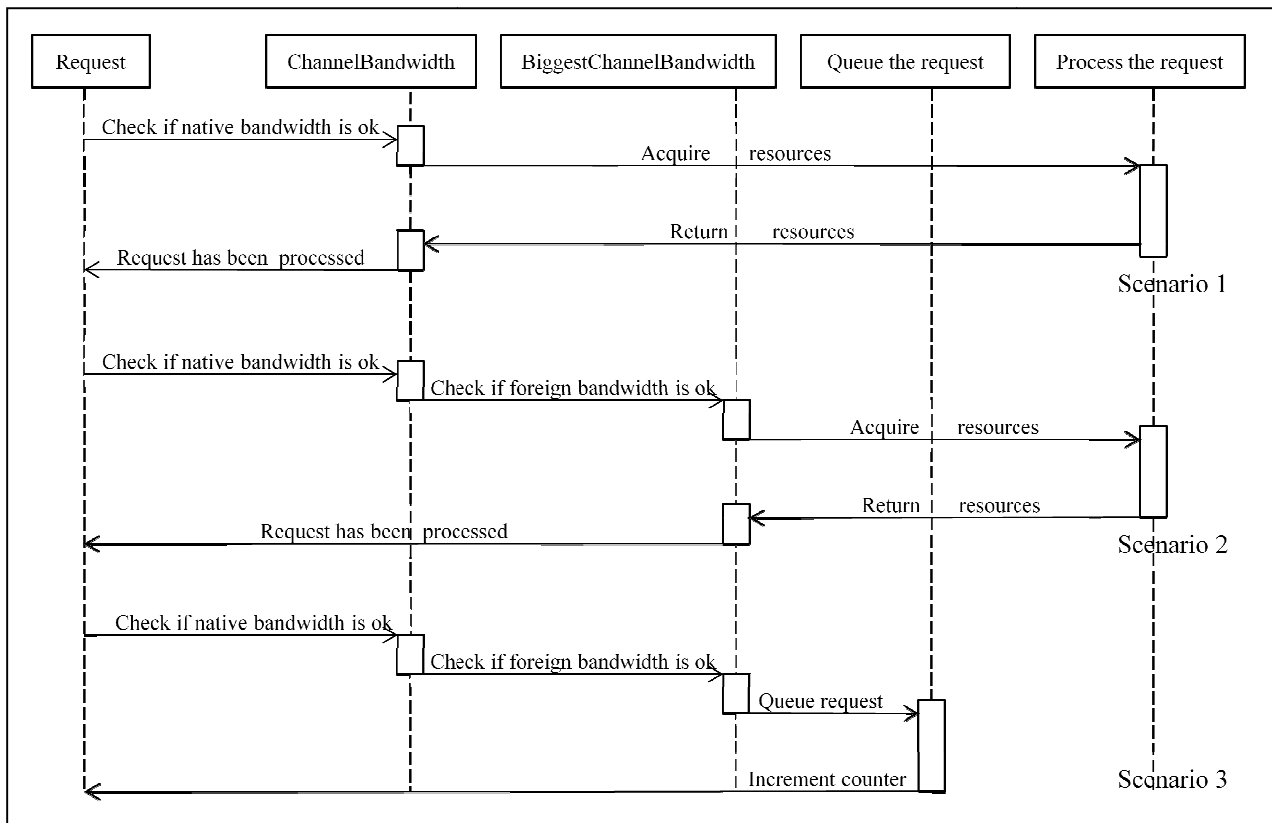 Request
ChannelBandwidth
BiggestChannelBandwidth
Queue the request
Process the request
Check if native bandwidth is ok
Acquire resources
Return resources
Request has been processed
Scenario 1
Check if native bandwidth is ok
Check if foreign bandwidth is ok
Acquire resources
Return resources
Request has been processed
Scenario 2
Check if native bandwidth is ok
Check if foreign bandwidth is ok
Queue request
Increment counter
Scenario 3